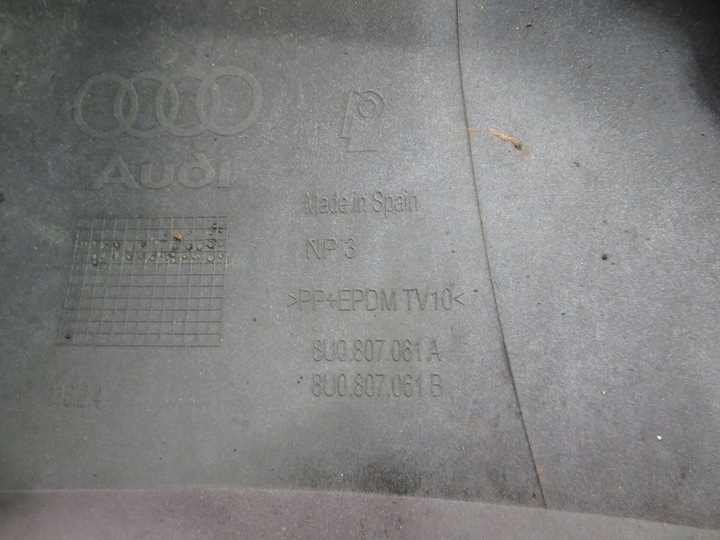 Audi
Made in Spain
NP 3
>PP+EPDM TV10<
8U0.807.061 A
8U0.807.061 B